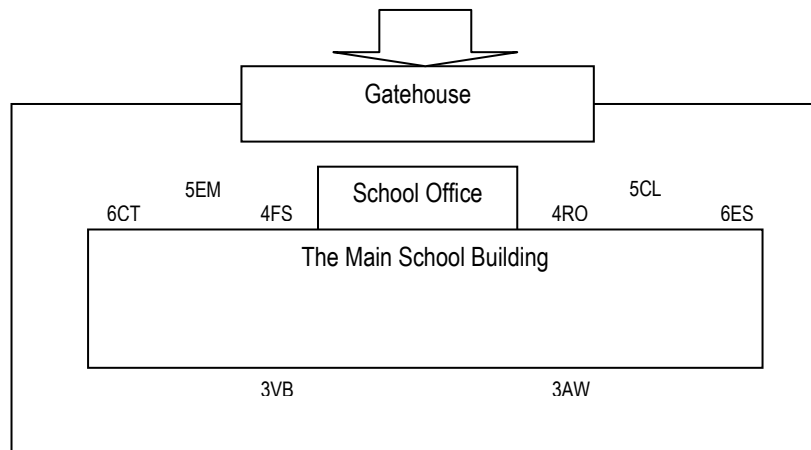 Gatehouse
5EM School Office 5CL
6CT 4FS 4RO 6ES
The Main School Building
3VB 3AW